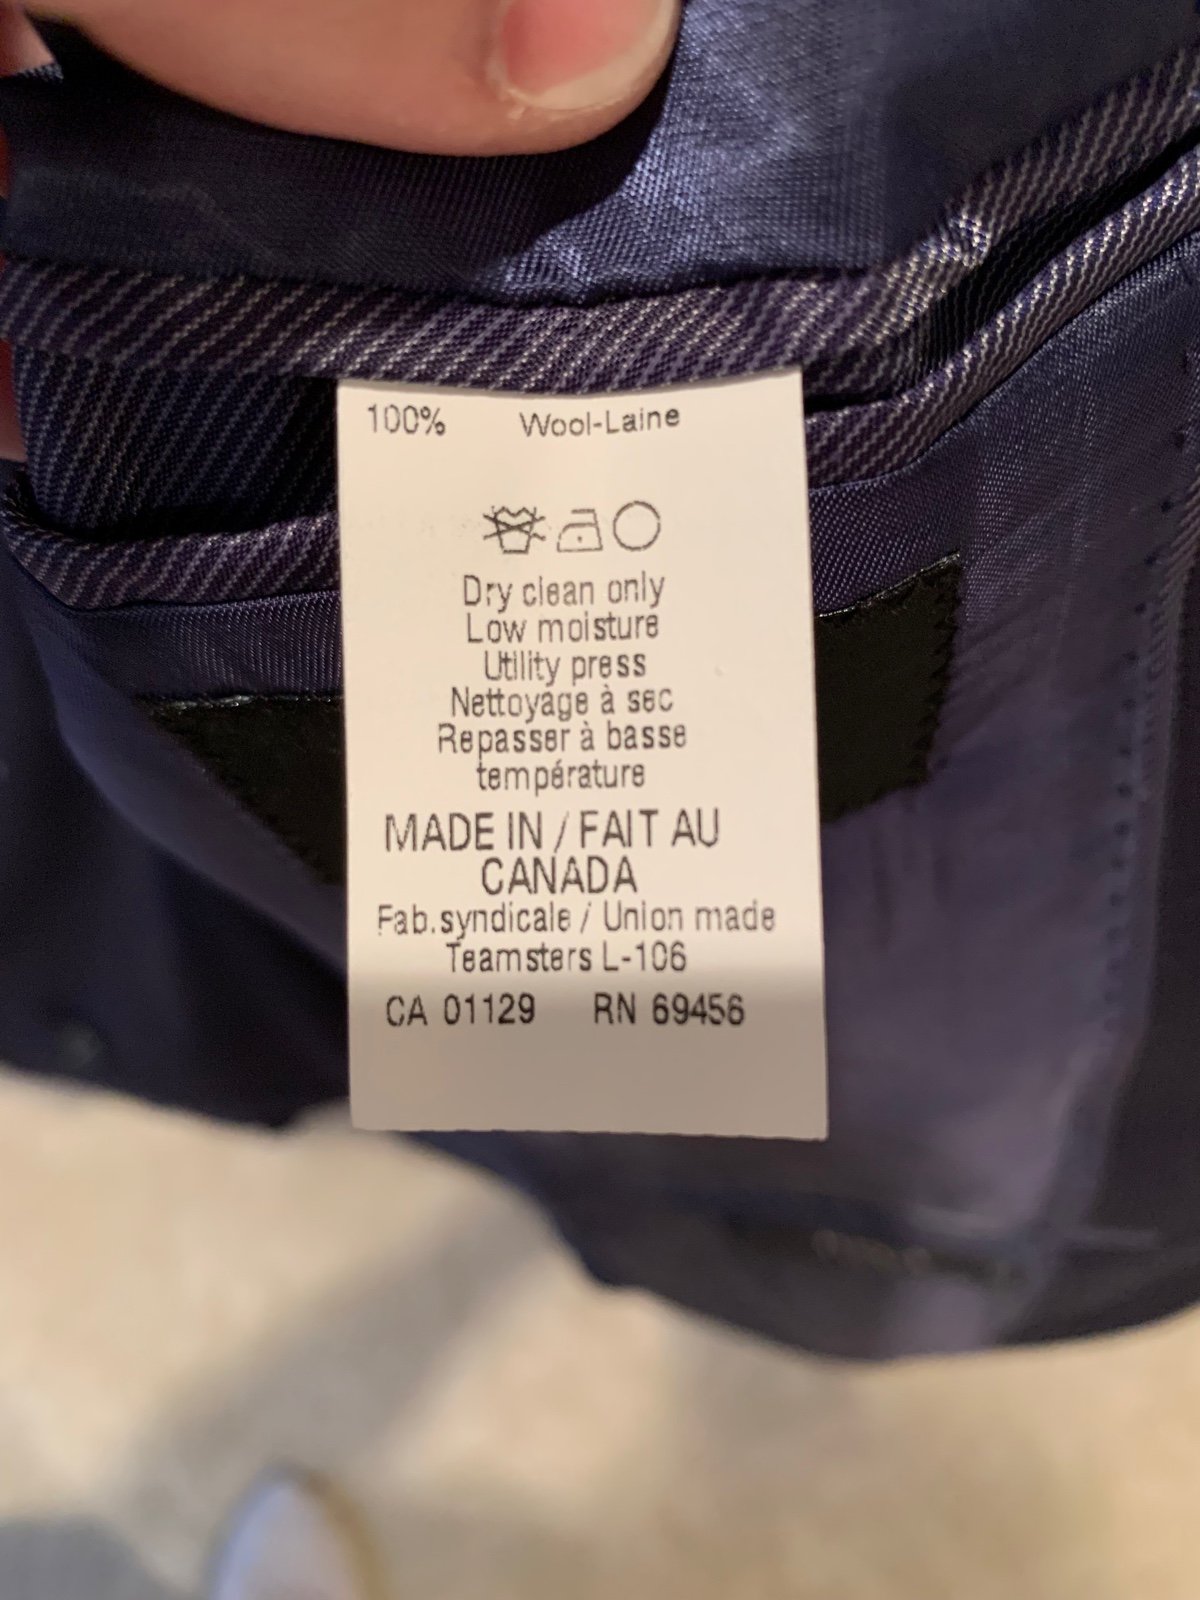 100% Wool-Laine
Dry clean only
Low moisture
Utility press
Nettoyage à sec
Repasser à basse
température
MADE IN / FAIT AU
CANADA
Fab.syndicale / Union made
Teamsters L-106
CA 01129 RN 69456